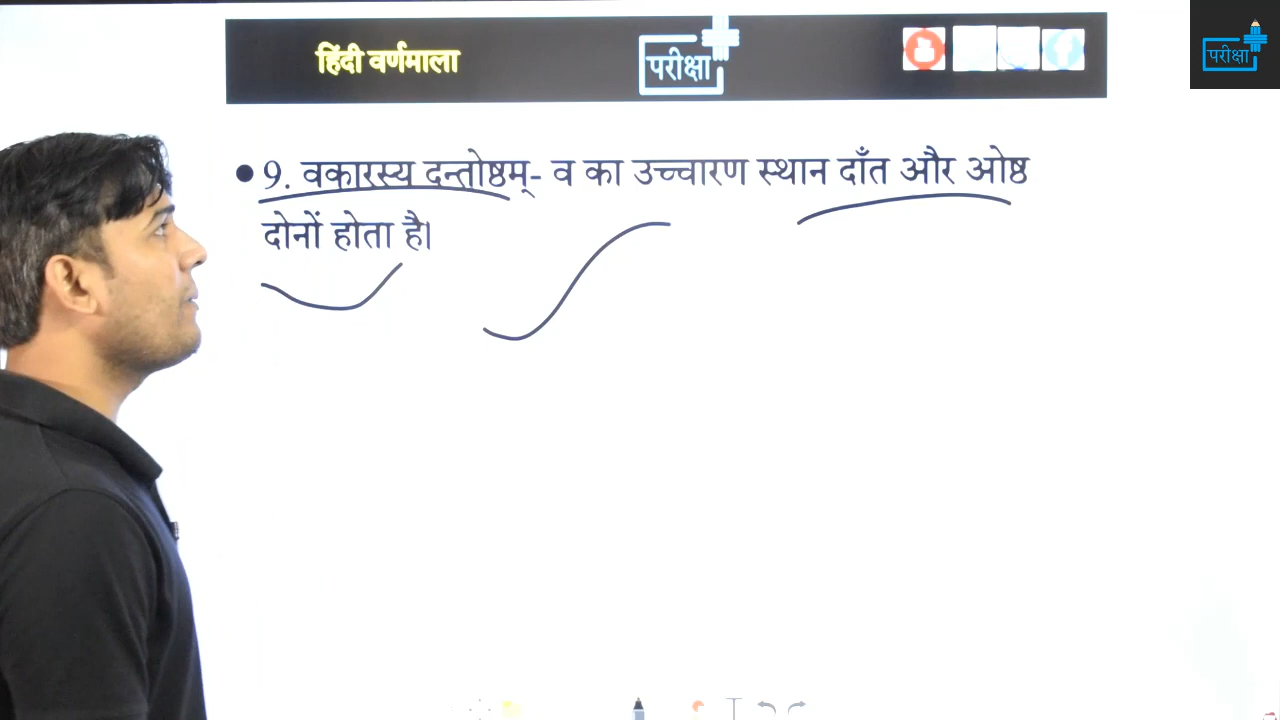 हिंदी वर्णमाला
परीक्षा
परीक्षा
9. वकारस्य दन्तोष्ठम्- व का उच्चारण स्थान दाँत और ओष्ठ
दोनों होता है।